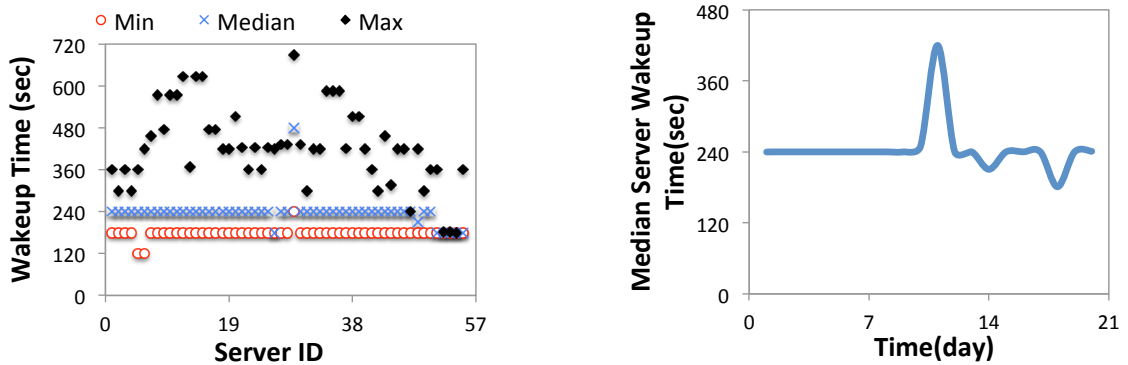 Min Median Max
Wakeup Time (sec)
720
600
480
360
240
120
0
0 19 38 57
Server ID
Median Server Wakeup
Time(sec)
480
360
240
120
0
0 7 14 21
Time(day)